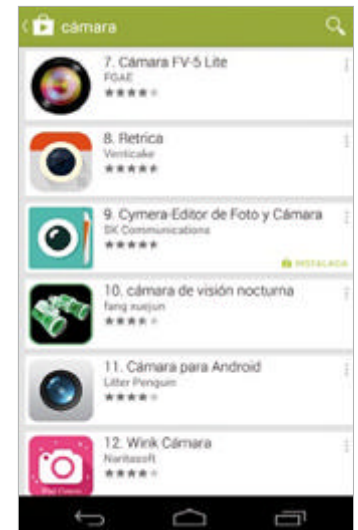 cámara
7. Cámara FV-5 Lite
FGAE
8. Retrica
Venticake
9. Cymera-Editor de Foto y Cámara
SK Communications
INSTALADA
10. cámara de visión nocturna
fang xuejun
11. Cámara para Android
Litter Penguin
12. Wink Cámara
Naritasoft